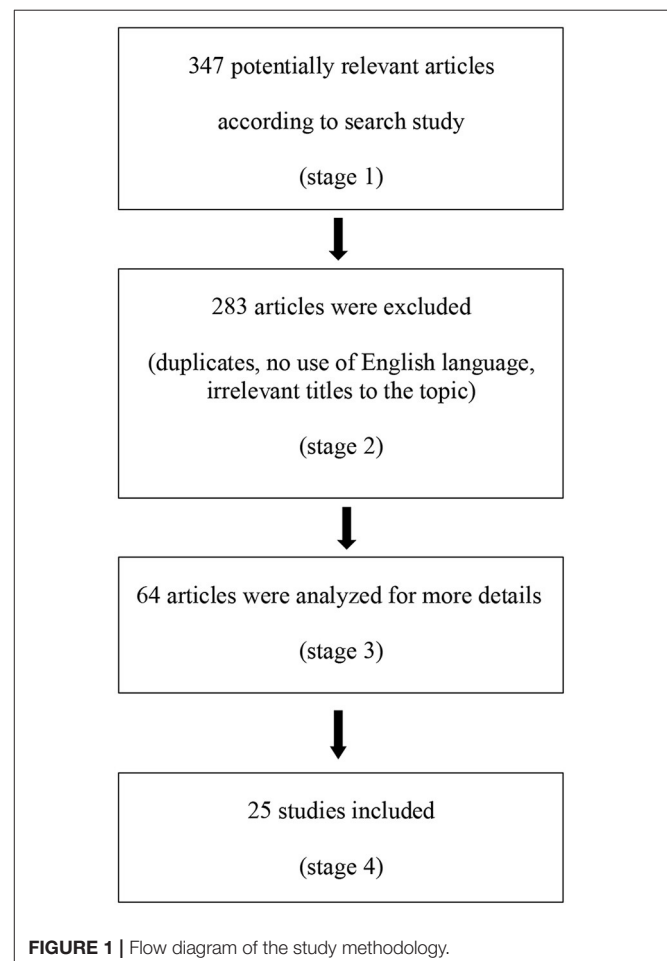 347 potentially relevant articles
according to search study
(stage 1)
283 articles were excluded
(duplicates, no use of English language,
irrelevant titles to the topic)
(stage 2)
64 articles were analyzed for more details
(stage 3)
25 studies included
(stage 4)
FIGURE 1 | Flow diagram of the study methodology.